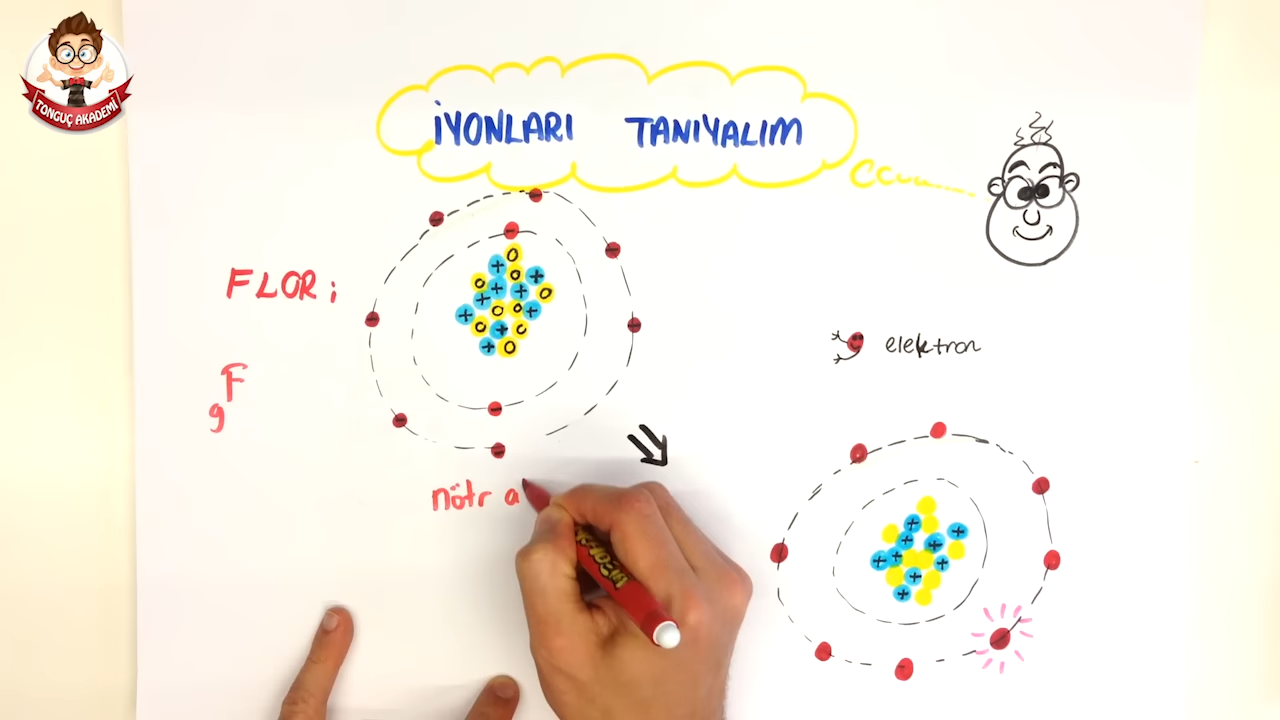 TONGUÇ AKADEMİ
İYONLARI TANIYALIM
FLOR;
9F
elektron
nötr a